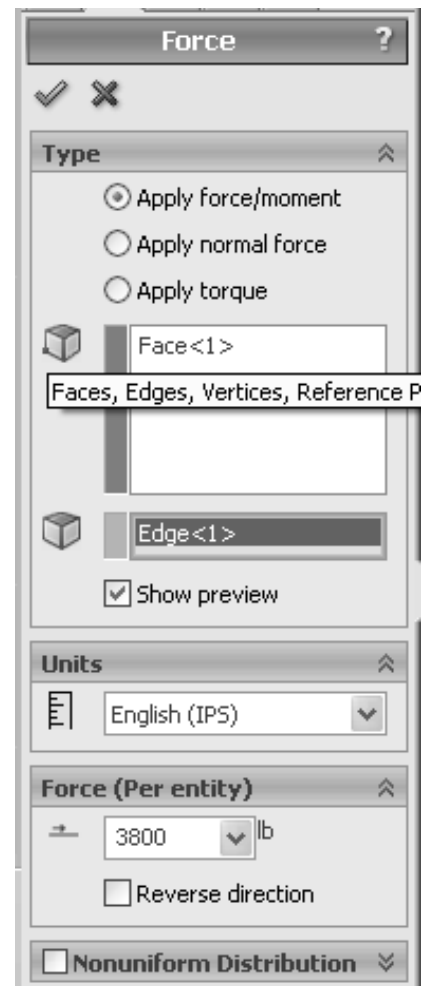 Force ?
Type
Apply force/moment
Apply normal force
Apply torque
Face<1>
Faces, Edges, Vertices, Reference P
Edge<1>
Show preview
Units
English (IPS)
Force (Per entity)
3800 lb
Reverse direction
Nonuniform Distribution